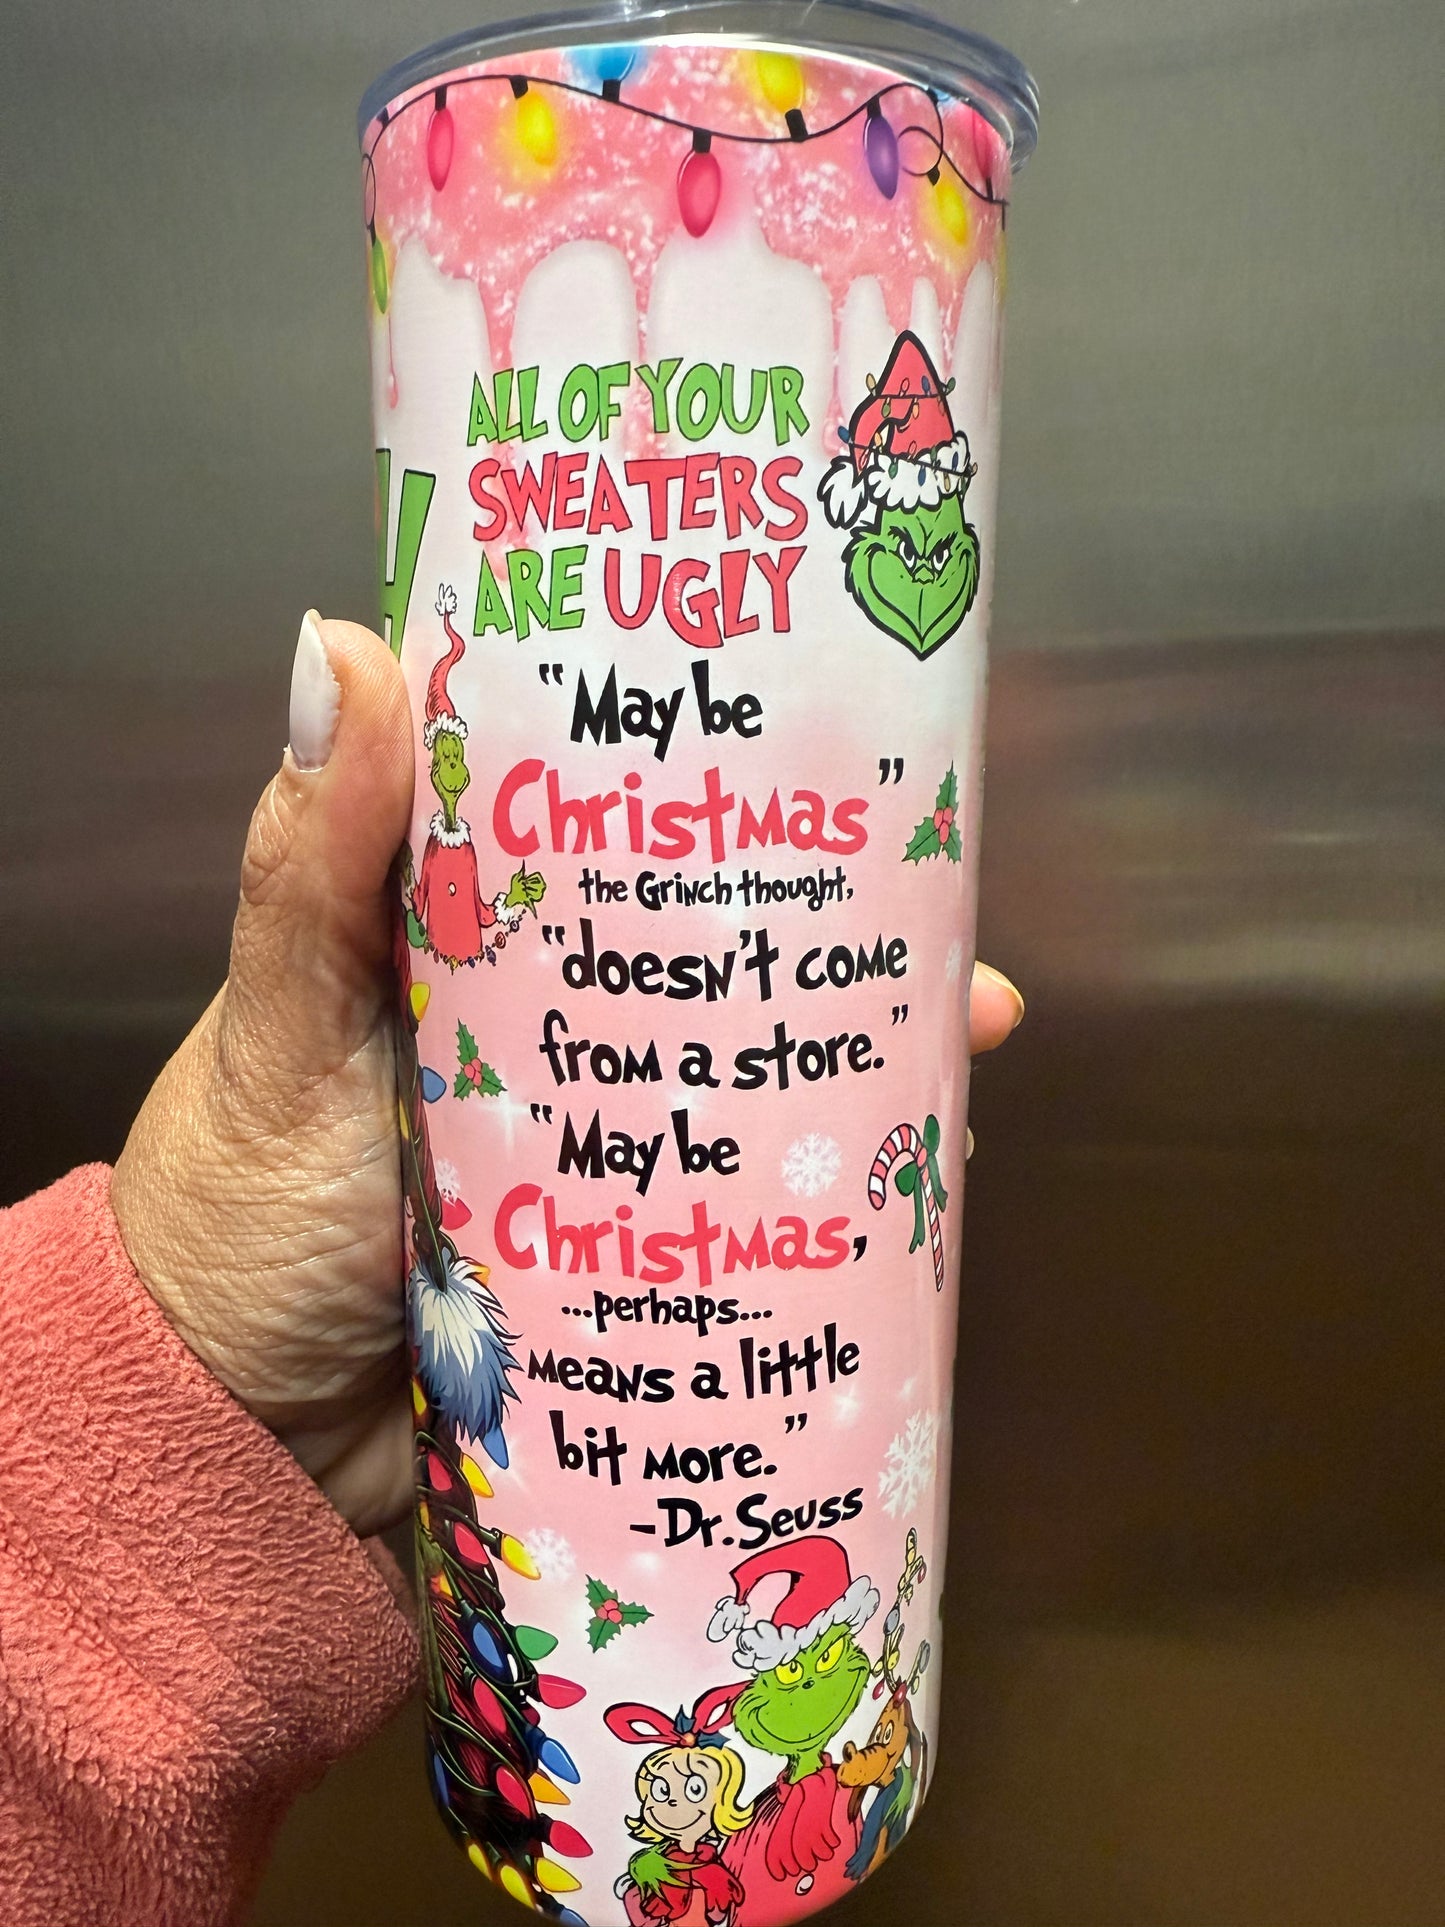 ALL OF YOUR
SWEATERS
ARE UGLY
H
"May be
Christmas"
the Grinch thought,
"doesn't come
from a store."
"May be
Christmas,
...perhaps...
means a little
bit more."
-Dr. Seuss